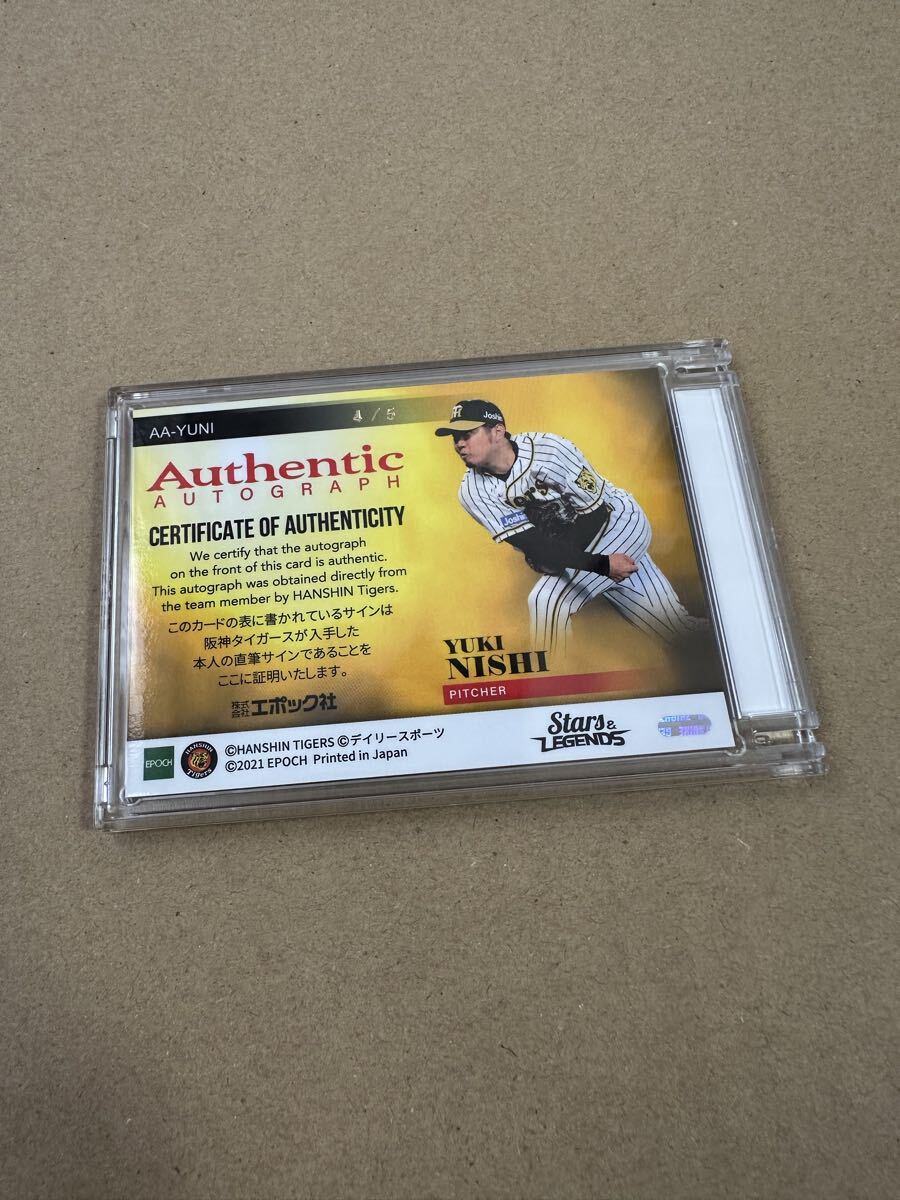 AA-YUNI
4/5
Authentic
AUTOGRAPH
CERTIFICATE OF AUTHENTICITY
We certify that the autograph
on the front of this card is authentic.
This autograph was obtained directly from
the team member by HANSHIN Tigers.
このカードの表に書かれているサインは
阪神タイガースが入手した
本人の直筆サインであることを
ここに証明いたします。
株式会社エポック社
Joshin
Joshin
YUKI
NISHI
PITCHER
EPOCH
HANSHIN
Tigers
©HANSHIN TIGERS ©デイリースポーツ
©2021 EPOCH Printed in Japan
Stars &
LEGENDS